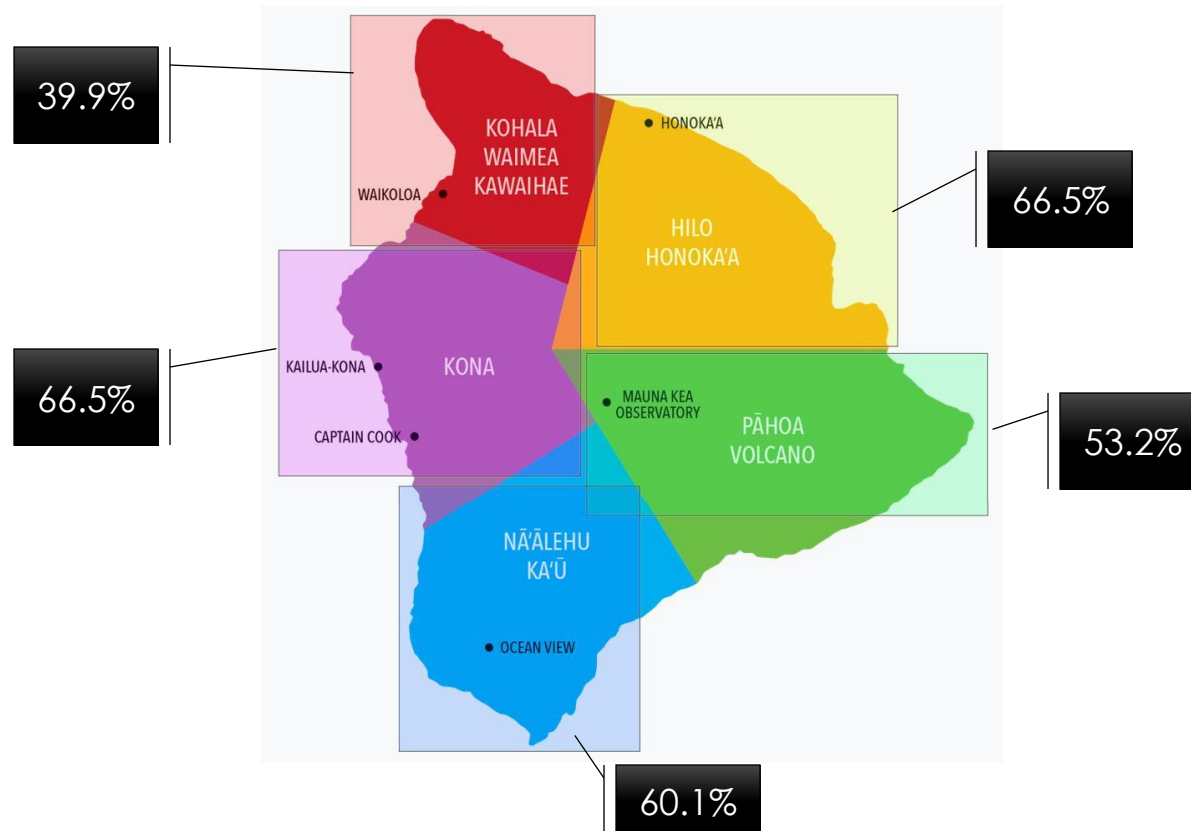 39.9%
KOHALA
WAIMEA
KAWAIHAE
WAIKOLOA
HONOKA'A
HILO
HONOKA'A
66.5%
66.5%
KAILUA-KONA
KONA
CAPTAIN COOK
MAUNA KEA
OBSERVATORY
PĀHOA
VOLCANO
53.2%
NĀ'ĀLEHU
KA'Ū
OCEAN VIEW
60.1%